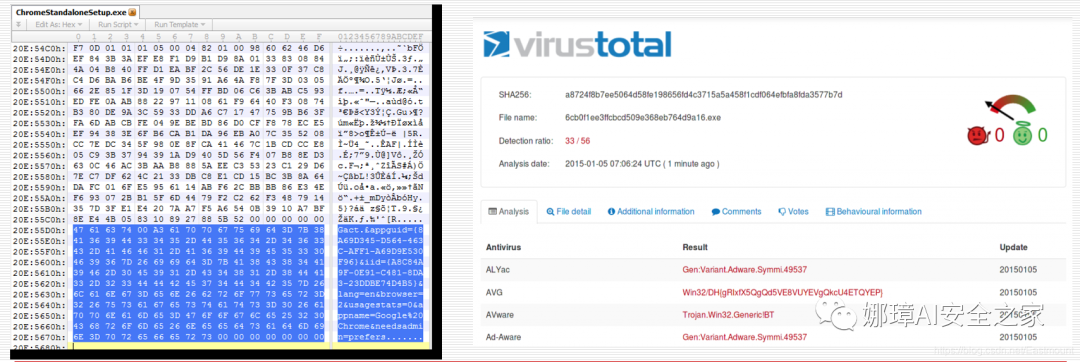 ChromeStandaloneSetup.exe
Edit As: Hex Run Script Run Template
0 1 2 3 4 5 6 7 8 9 A B C D E F 0123456789ABCDEF
20E:54C0h: F7 0D 01 01 01 05 00 04 82 01 00 98 60 62 46 D6
20E:54D0h: EF 84 3B 3A EF E8 F1 D9 B1 D9 8A 01 33 83 08 84
20E:54E0h: 4A 04 B8 40 FF D1 EA BF 2C 56 DE 1E 33 0F 37 C8
20E:54F0h: C4 D6 BA B6 BE 4F 9D 35 91 A6 4A F8 7F 3D 03 05
20E:5500h: 66 2E 85 1F 3D 19 07 54 FF BD 06 C6 3B AB C5 93
20E:5510h: ED FE 0A AB 88 22 97 11 08 61 F9 64 40 F3 08 74
20E:5520h: B3 80 DE 9A 3C 59 33 DD A6 C7 17 47 75 9B B6 3F
20E:5530h: FA 6D AB CB FE 04 9E BE BD 86 D0 CF F8 78 EC E5
20E:5540h: EF 94 38 3E 6F B6 CA B1 DA 96 EB A0 7C 35 52 08
20E:5550h: CC 7E DC 34 5F 98 0E 8F CA 41 46 7C 1B CD CC E8
20E:5560h: 05 C9 3B 37 94 39 1A D9 40 5D 56 F4 07 B8 8E D3
20E:5570h: 63 0C 46 AC 3B AA B8 88 5A EE C3 53 23 C1 29 D6
20E:5580h: 7E C7 DF 62 4C 21 33 DB C8 E1 CD 15 BC 3B 8A 64
20E:5590h: DA FC 01 6F E5 95 61 14 AB F6 2C BB BB 86 E3 4E
20E:55A0h: F6 93 07 2B B1 5F 6D 44 79 F2 C2 62 F3 48 79 14
20E:55B0h: 35 7D 3F E1 E4 20 7A A7 F5 A6 54 0B 39 10 A7 BF
20E:55C0h: 8E E4 4B 05 83 10 89 27 88 5B 52 00 00 00 00 00
20E:55D0h: 47 61 63 74 00 A3 61 70 70 67 75 69 64 3D 7B 38 Gact.£appguid={8
20E:55E0h: 41 36 39 44 33 34 35 2D 44 35 36 34 2D 34 36 33 A69D345-D564-463
20E:55F0h: 43 2D 41 46 46 31 2D 41 36 39 44 39 45 35 33 30 C-AFF1-A69D9E530
20E:5600h: 46 39 36 7D 26 69 69 64 3D 7B 41 38 43 38 34 41 F96}&iid={A8C84A
20E:5610h: 39 46 2D 30 45 39 31 2D 43 34 38 31 2D 38 44 41 9F-0E91-C481-8DA
20E:5620h: 33 2D 32 33 44 44 42 45 37 34 44 34 42 35 7D 26 3-23DDBE74D4B5}&
20E:5630h: 6C 61 6E 67 3D 65 6E 26 62 72 6F 77 73 65 72 3D lang=en&browser=
20E:5640h: 32 26 75 73 61 67 65 73 74 61 74 73 3D 30 26 61 2&usagestats=0&a
20E:5650h: 70 70 6E 61 6D 65 3D 47 6F 6F 67 6C 65 25 32 30 ppname=Google%20
20E:5660h: 43 68 72 6F 6D 65 26 6E 65 65 64 73 61 64 6D 69 Chrome&needsadmi
20E:5670h: 6E 3D 70 72 65 66 65 72 73 00 00 00 00 00 00 00 n=prefers.......
20E:5680h:
virustotal
SHA256: a8724f8b7ee5064d58fe198656fd4c3715a5a458f1cdf064efbfa8fda3577b7d
File name: 6cb0f1ee3ffcbcd509e368eb764d9a16.exe
Detection ratio: 33 / 56
Analysis date: 2015-01-05 07:06:24 UTC ( 1 minute ago )
0 0
Analysis File detail Additional information Comments Votes Behavioural information
Antivirus Result Update
ALYac Gen:Variant.Adware.Symmi.49537 20150105
AVG Win32/DH{gRIxfX5QgQd5VE8VUYEVgQkcU4ETQYEP} 20150105
AVware Trojan.Win32.Generic!BT
Ad-Aware Gen:Variant.Adware.Symmi.49537 20150105
娜璋AI安全之家